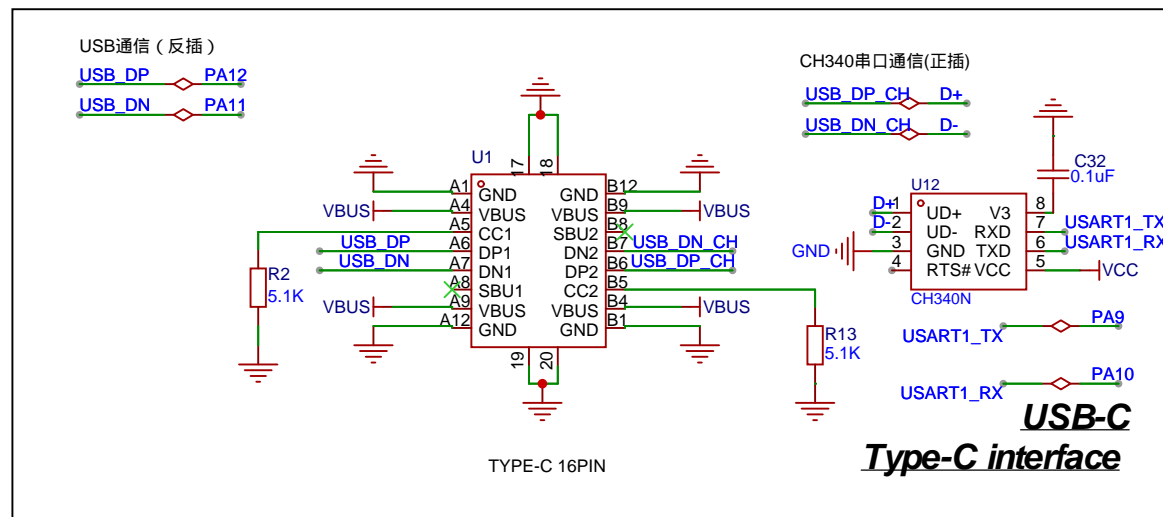 USB通信（反插）
USB_DP PA12
USB_DN PA11
CH340串口通信(正插)
USB_DP_CH D+
USB_DN_CH D-
U1
17 18
A1 GND GND B12
VBUS A4 VBUS VBUS B9 VBUS
A5 CC1 SBU2 B8
USB_DP A6 DP1 DN2 B7 USB_DN_CH
USB_DN A7 DN1 DP2 B6 USB_DP_CH
A8 SBU1 CC2 B5
VBUS A9 VBUS VBUS B4 VBUS
A12 GND GND B1
19 20
R2
5.1K
R13
5.1K
TYPE-C 16PIN
C32
0.1uF
U12
D+ 1 UD+ V3 8
D- 2 UD- RXD 7 USART1_TX
GND 3 GND TXD 6 USART1_RX
4 RTS# VCC 5 VCC
CH340N
USART1_TX PA9
USART1_RX PA10
USB-C
Type-C interface